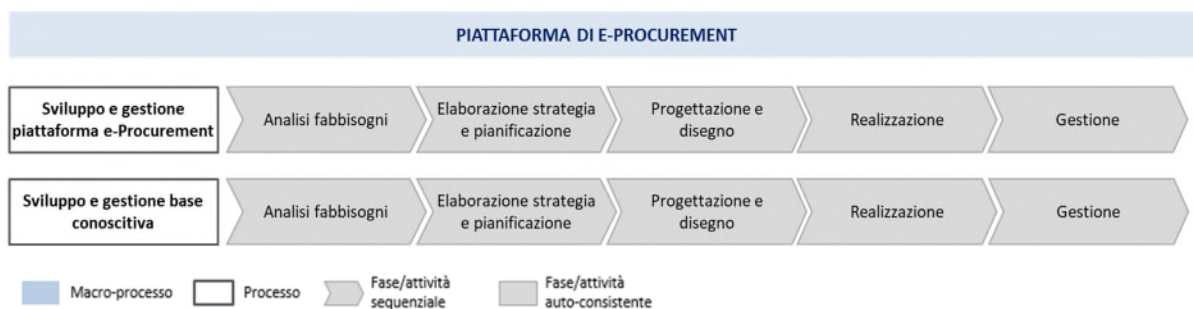 PIATTAFORMA DI E-PROCUREMENT
Sviluppo e gestione
piattaforma e-Procurement
Analisi fabbisogni
Elaborazione strategia
e pianificazione
Progettazione e
disegno
Realizzazione
Gestione
Sviluppo e gestione base
conoscitiva
Analisi fabbisogni
Elaborazione strategia
e pianificazione
Progettazione e
disegno
Realizzazione
Gestione
Macro-processo
Processo
Fase/attività
sequenziale
Fase/attività
auto-consistente